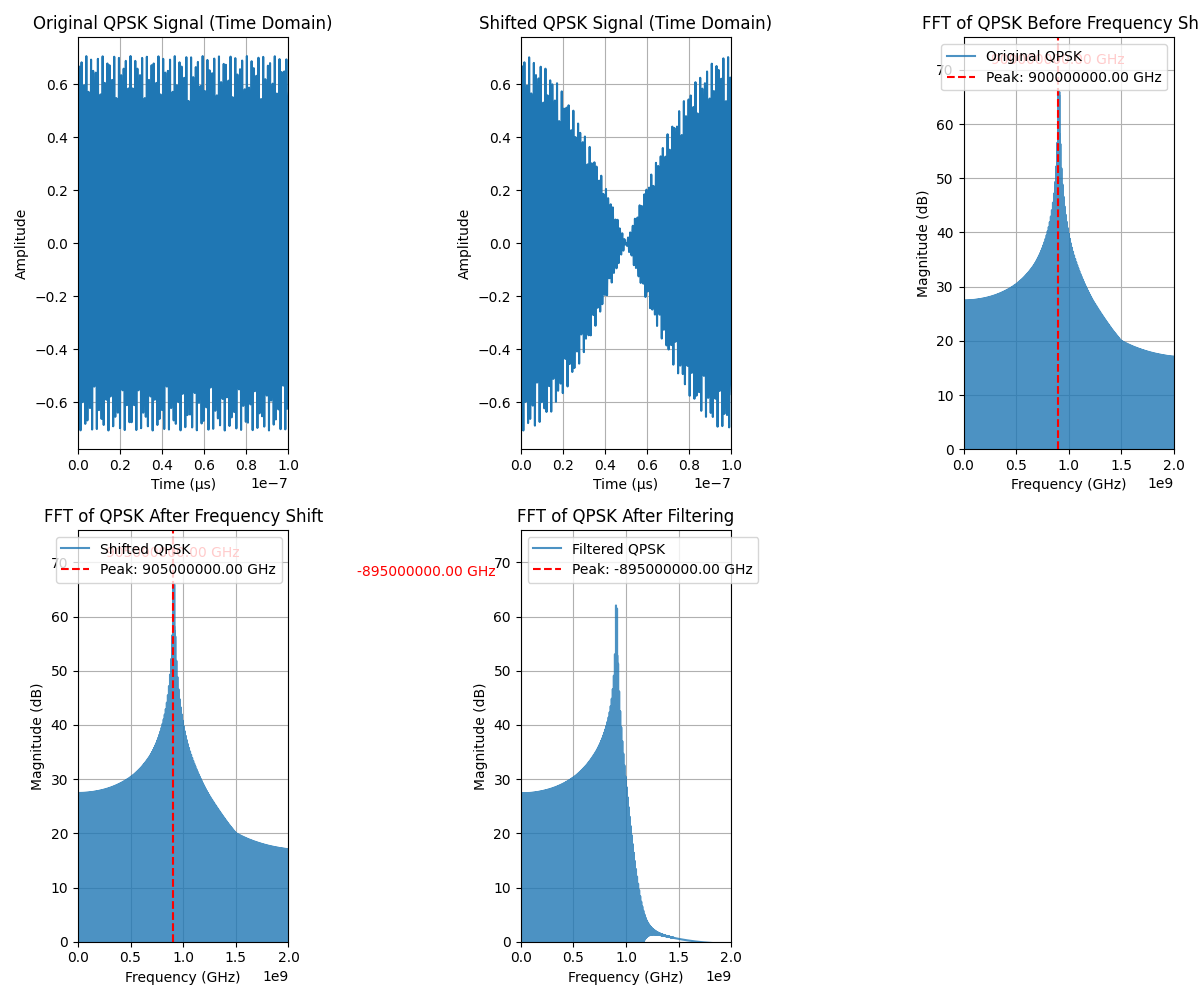 Original QPSK Signal (Time Domain)
Amplitude
0.6
0.4
0.2
0.0
−0.2
−0.4
−0.6
0.0 0.2 0.4 0.6 0.8 1.0
Time (µs) 1e−7
Shifted QPSK Signal (Time Domain)
Amplitude
0.6
0.4
0.2
0.0
−0.2
−0.4
−0.6
0.0 0.2 0.4 0.6 0.8 1.0
Time (µs) 1e−7
FFT of QPSK Before Frequency Sh
Original QPSK
Peak: 900000000.00 GHz
Magnitude (dB)
70
60
50
40
30
20
10
0
0.0 0.5 1.0 1.5 2.0
Frequency (GHz) 1e9
FFT of QPSK After Frequency Shift
Shifted QPSK
Peak: 905000000.00 GHz
Magnitude (dB)
70
60
50
40
30
20
10
0
0.0 0.5 1.0 1.5 2.0
Frequency (GHz) 1e9
-895000000.00 GHz
FFT of QPSK After Filtering
Filtered QPSK
Peak: -895000000.00 GHz
Magnitude (dB)
70
60
50
40
30
20
10
0
0.0 0.5 1.0 1.5 2.0
Frequency (GHz) 1e9